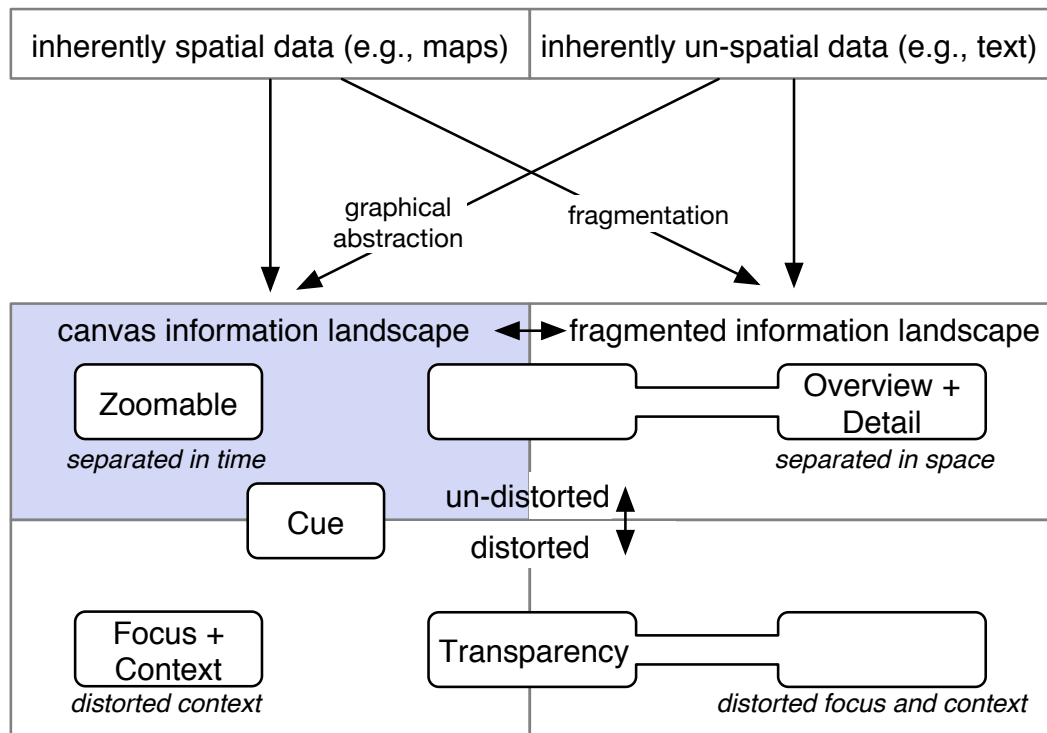 inherently spatial data (e.g., maps)
inherently un-spatial data (e.g., text)
graphical
abstraction
fragmentation
canvas information landscape
fragmented information landscape
Zoomable
separated in time
Overview +
Detail
separated in space
un-distorted
Cue
distorted
Focus +
Context
distorted context
Transparency
distorted focus and context